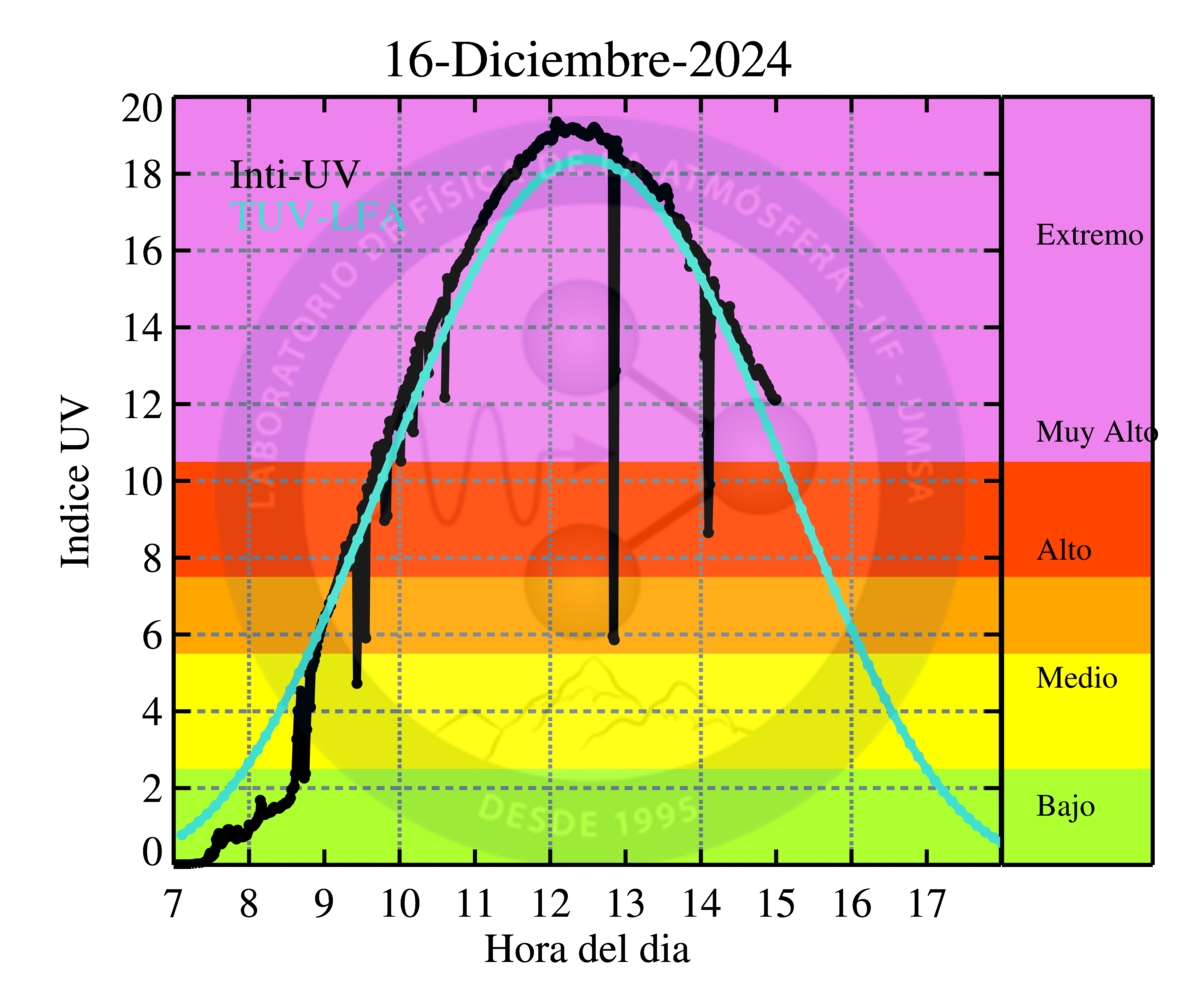 16-Diciembre-2024
Inti-UV
TUV-LFA
LABORATORIO DE FÍSICA DE LA ATMÓSFERA - IIF - UMSA
DESDE 1995
Indice UV
20
18
16
14
12
10
8
6
4
2
0
7 8 9 10 11 12 13 14 15 16 17
Hora del dia
Extremo
Muy Alto
Alto
Medio
Bajo